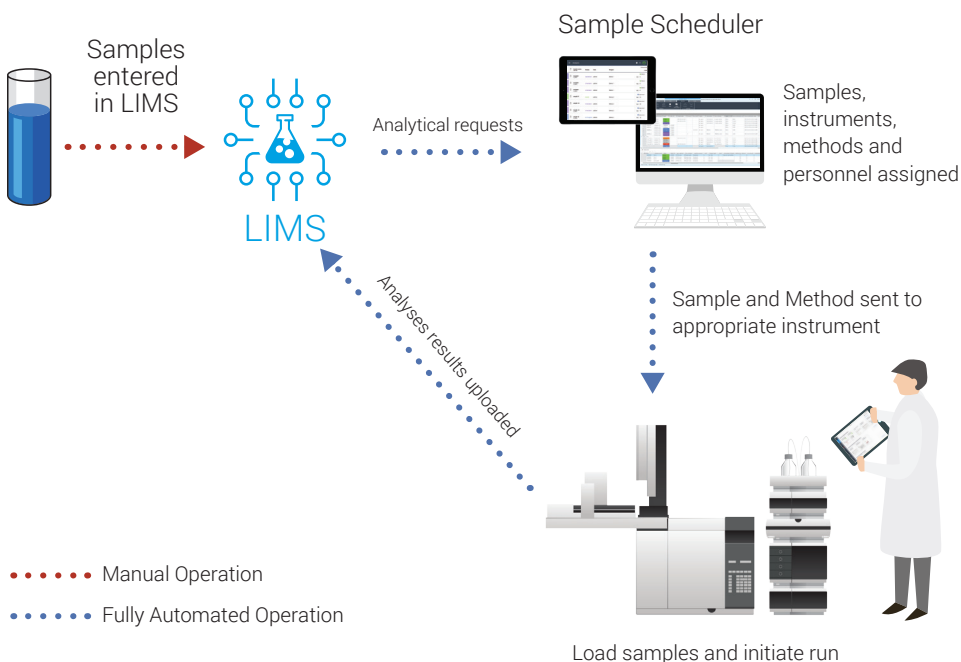 Sample Scheduler
Samples
entered
in LIMS
Analytical requests
LIMS
Samples,
instruments,
methods and
personnel assigned
Sample and Method sent to
appropriate instrument
Analyses results uploaded
Manual Operation
Fully Automated Operation
Load samples and initiate run